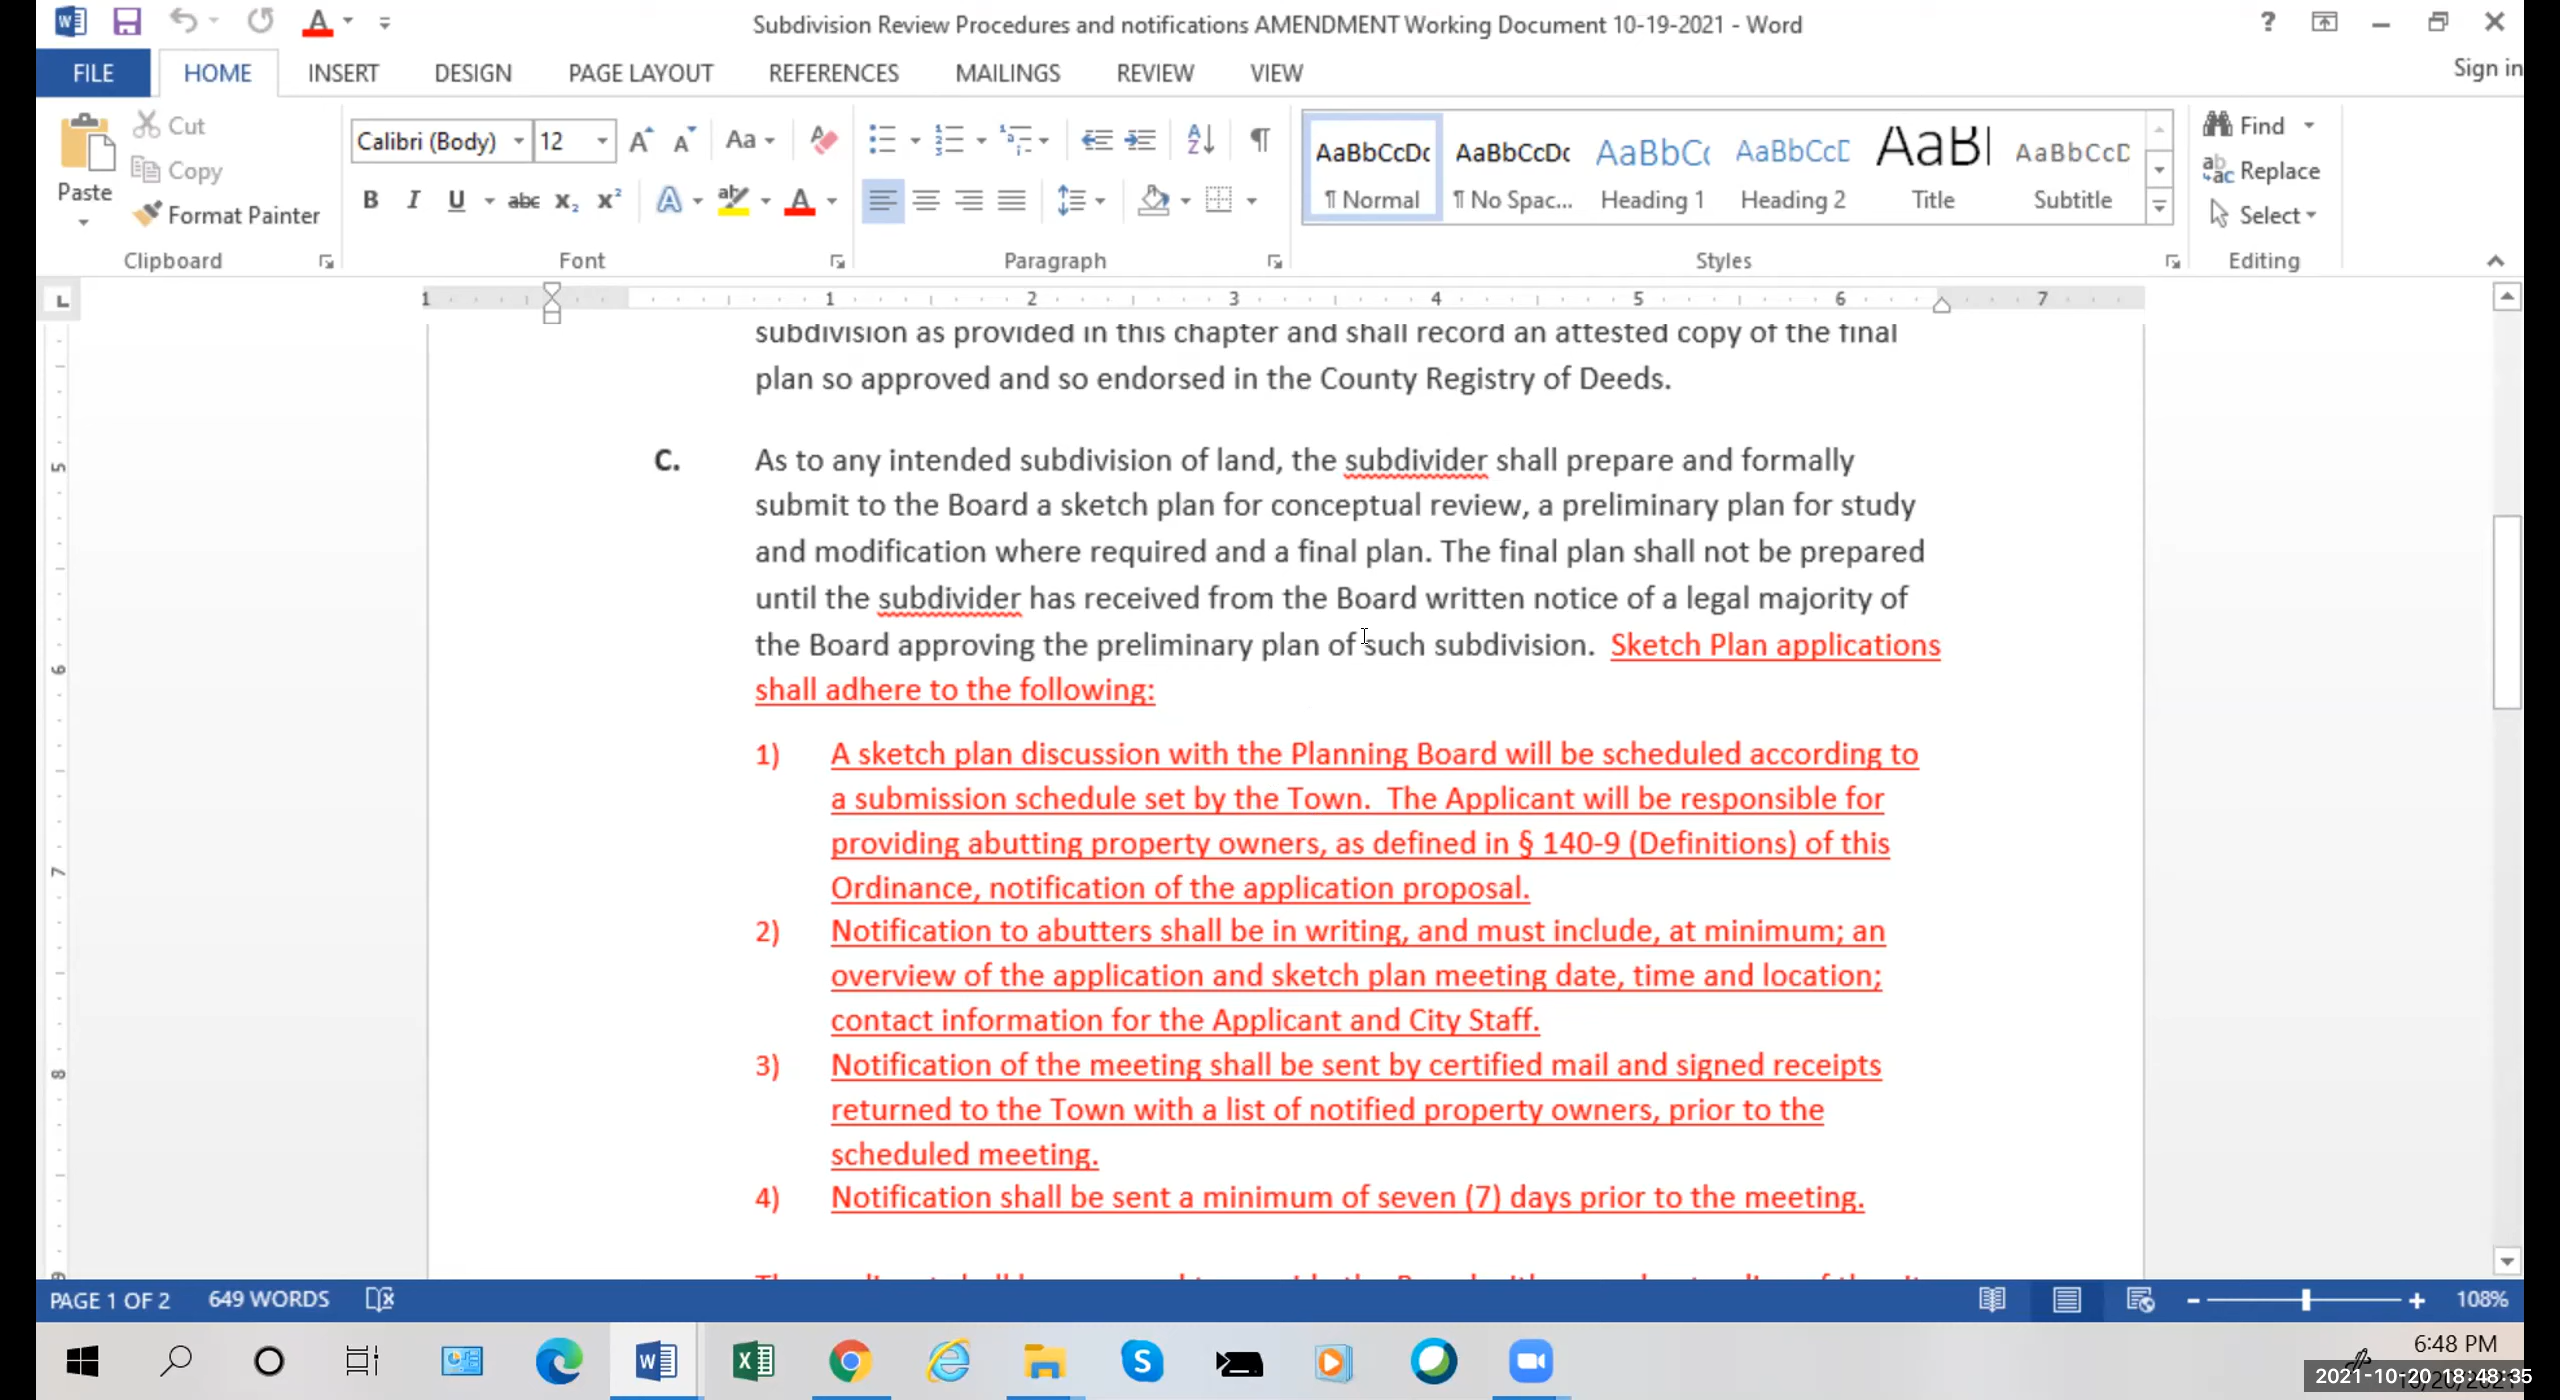 Subdivision Review Procedures and notifications AMENDMENT Working Document 10-19-2021 - Word
FILE HOME INSERT DESIGN PAGE LAYOUT REFERENCES MAILINGS REVIEW VIEW Sign in
Cut
Copy
Paste
Format Painter
Calibri (Body) 12
Find
Replace
Select
AaBbCcDc AaBbCcDc AaBbC AaBbCcD AaBl AaBbCcD
¶ Normal ¶ No Spac... Heading 1 Heading 2 Title Subtitle
Clipboard Font Paragraph Styles Editing
1 1 2 3 4 5 6 7
subdivision as provided in this chapter and shall record an attested copy of the final
plan so approved and so endorsed in the County Registry of Deeds.
C. As to any intended subdivision of land, the subdivider shall prepare and formally
submit to the Board a sketch plan for conceptual review, a preliminary plan for study
and modification where required and a final plan. The final plan shall not be prepared
until the subdivider has received from the Board written notice of a legal majority of
the Board approving the preliminary plan of such subdivision. Sketch Plan applications
shall adhere to the following:
1) A sketch plan discussion with the Planning Board will be scheduled according to
a submission schedule set by the Town. The Applicant will be responsible for
providing abutting property owners, as defined in § 140-9 (Definitions) of this
Ordinance, notification of the application proposal.
2) Notification to abutters shall be in writing, and must include, at minimum; an
overview of the application and sketch plan meeting date, time and location;
contact information for the Applicant and City Staff.
3) Notification of the meeting shall be sent by certified mail and signed receipts
returned to the Town with a list of notified property owners, prior to the
scheduled meeting.
4) Notification shall be sent a minimum of seven (7) days prior to the meeting.
PAGE 1 OF 2 649 WORDS 108%
6:48 PM
2021-10-20 18:48:35